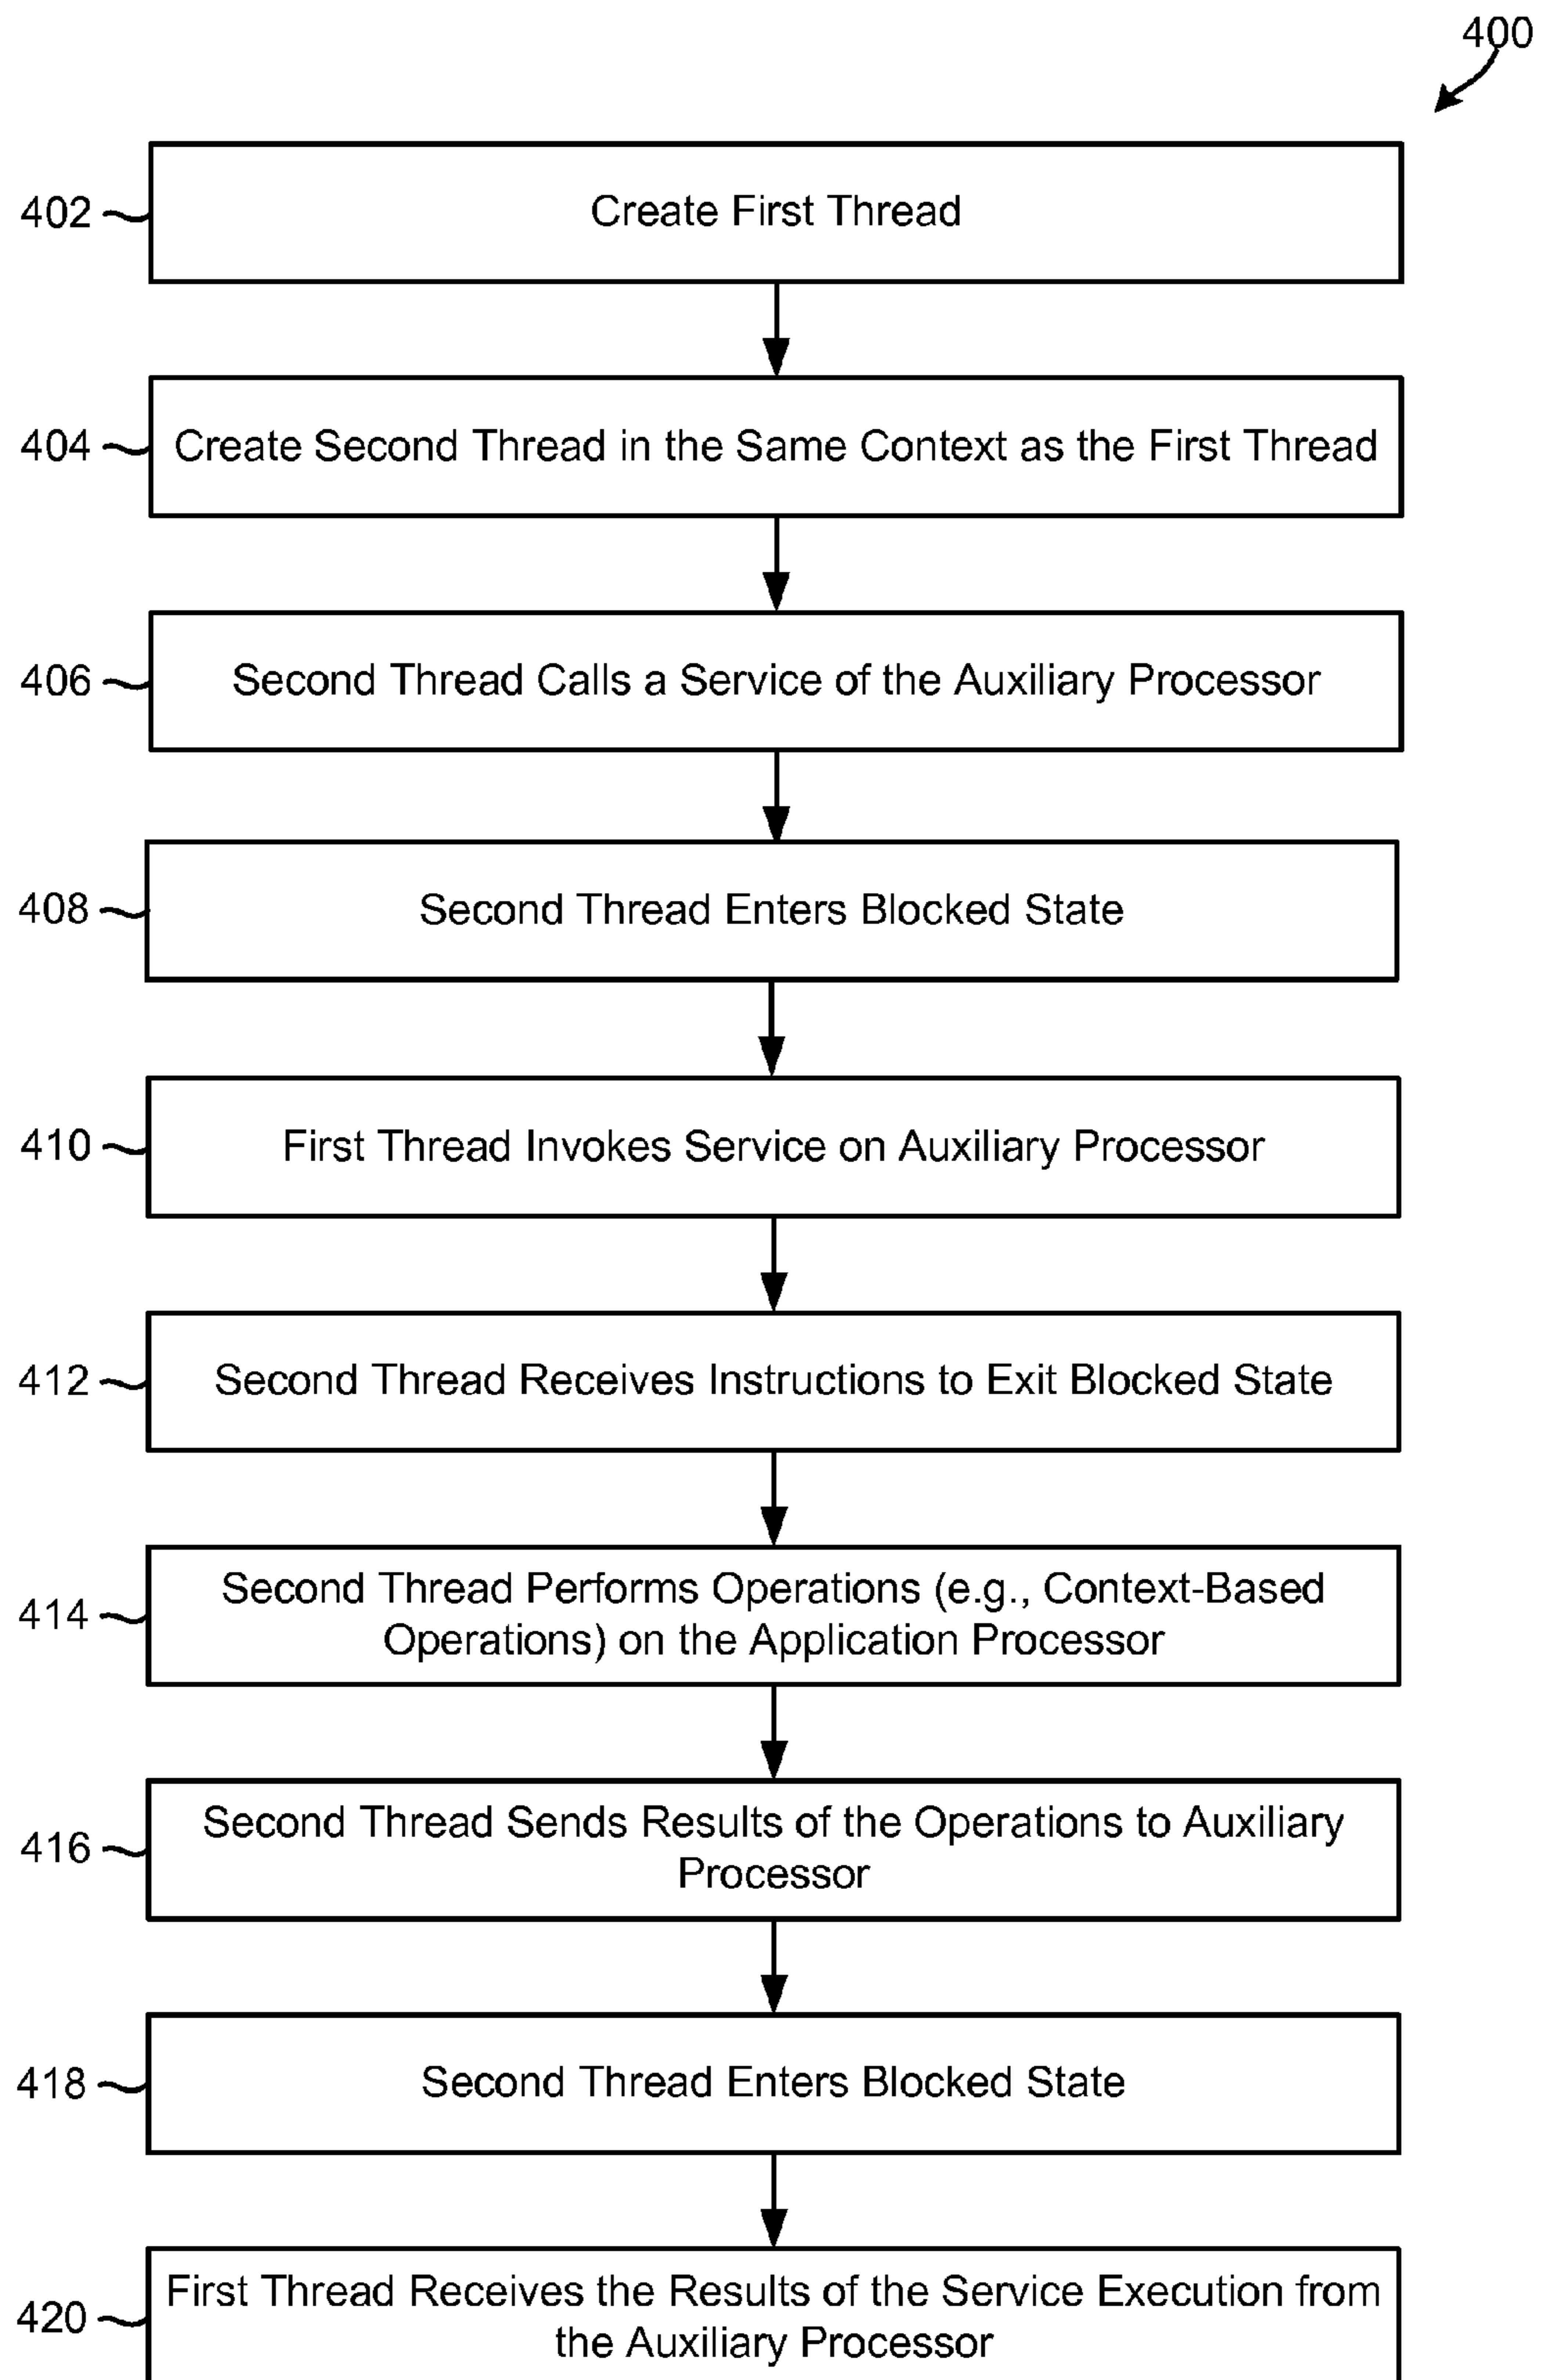 400
402
Create First Thread
404
Create Second Thread in the Same Context as the First Thread
406
Second Thread Calls a Service of the Auxiliary Processor
408
Second Thread Enters Blocked State
410
First Thread Invokes Service on Auxiliary Processor
412
Second Thread Receives Instructions to Exit Blocked State
414
Second Thread Performs Operations (e.g., Context-Based
Operations) on the Application Processor
416
Second Thread Sends Results of the Operations to Auxiliary
Processor
418
Second Thread Enters Blocked State
420
First Thread Receives the Results of the Service Execution from
the Auxiliary Processor